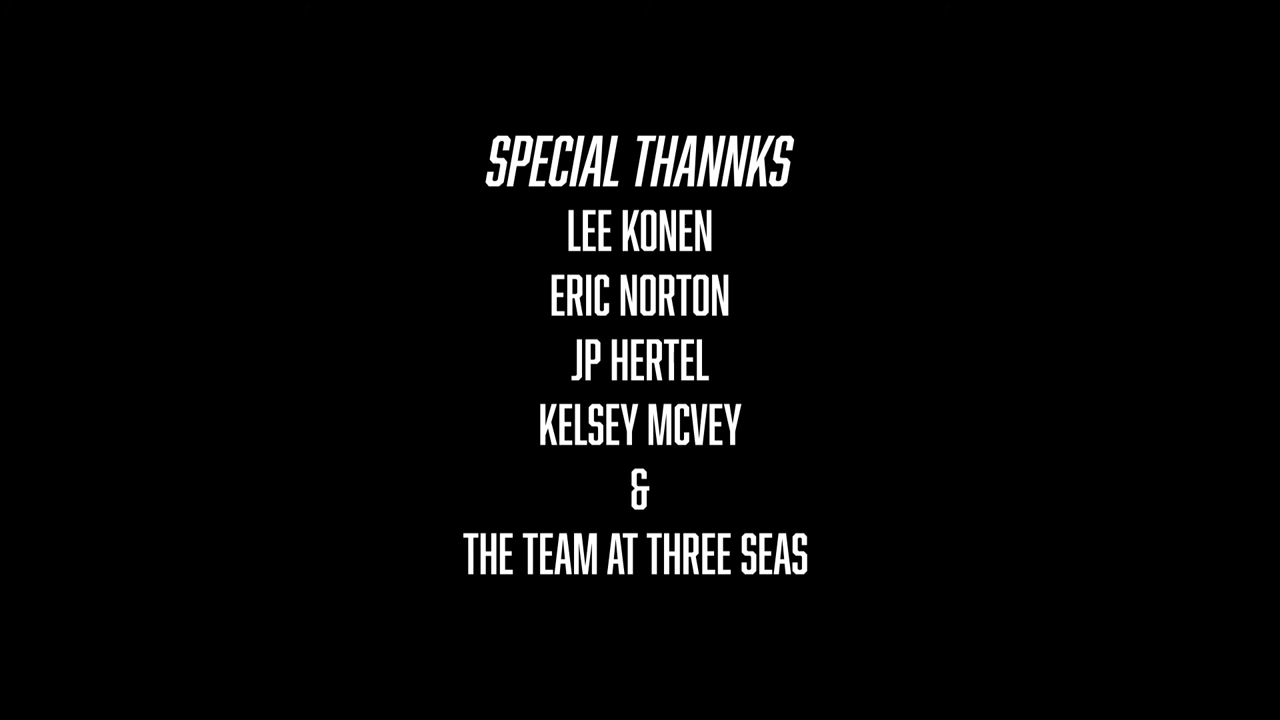 SPECIAL THANNKS
LEE KONEN
ERIC NORTON
JP HERTEL
KELSEY MCVEY
&
THE TEAM AT THREE SEAS